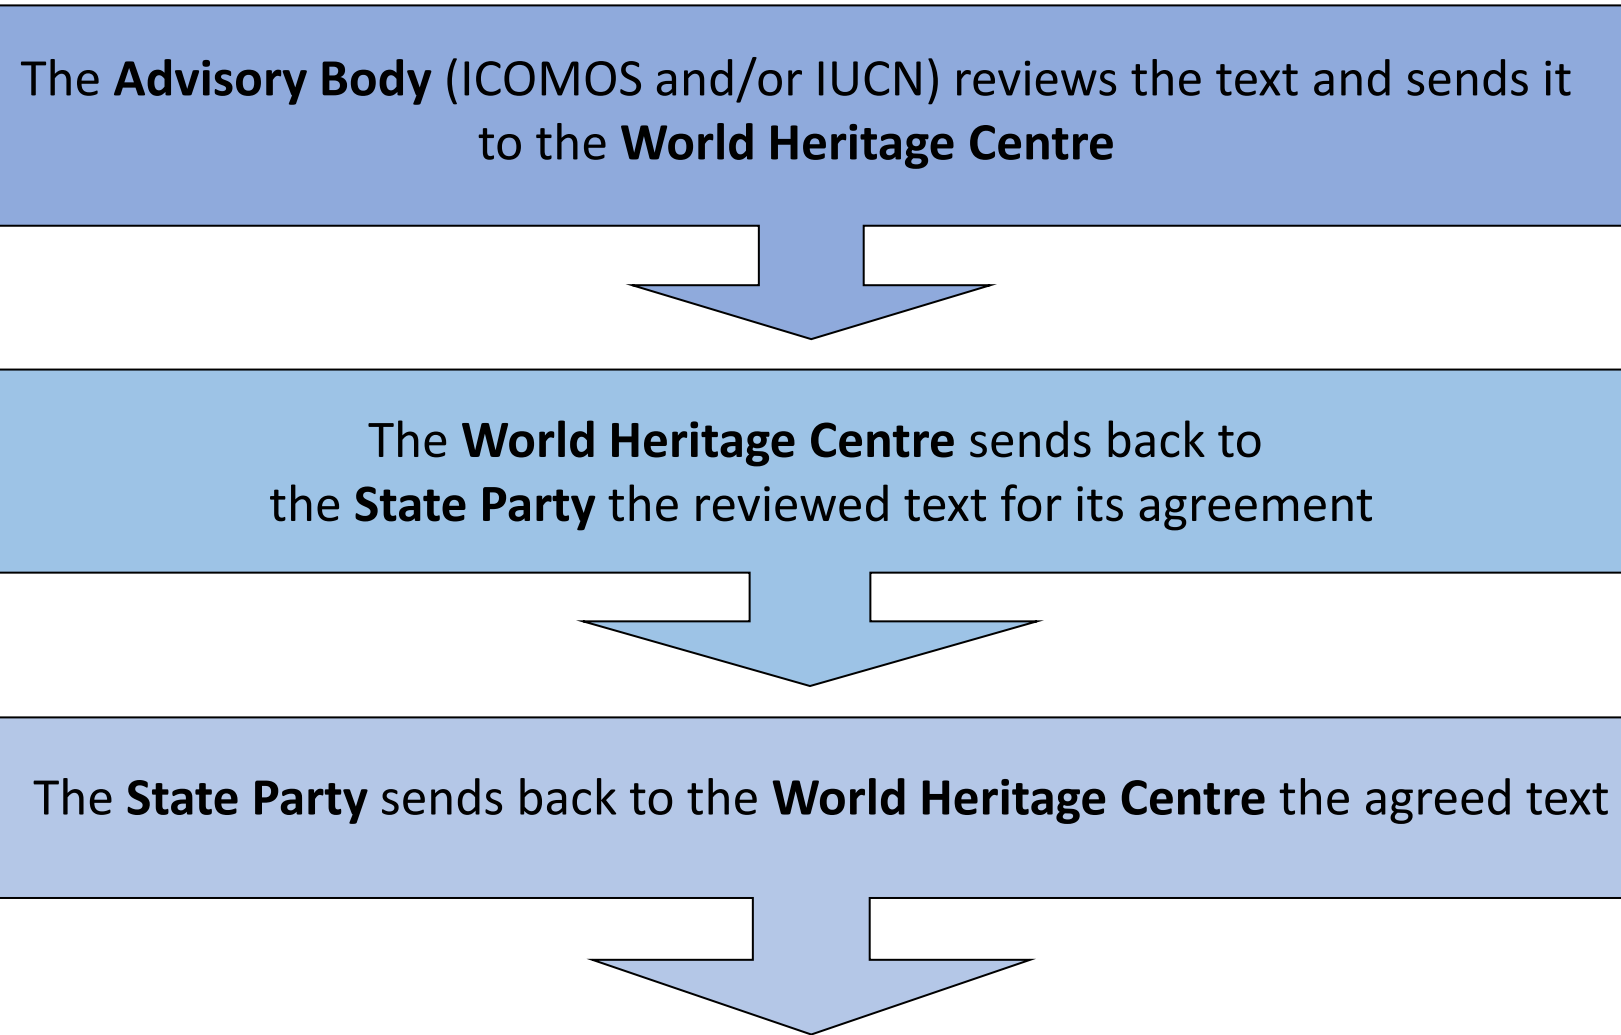 The Advisory Body (ICOMOS and/or IUCN) reviews the text and sends it
to the World Heritage Centre
The World Heritage Centre sends back to
the State Party the reviewed text for its agreement
The State Party sends back to the World Heritage Centre the agreed text